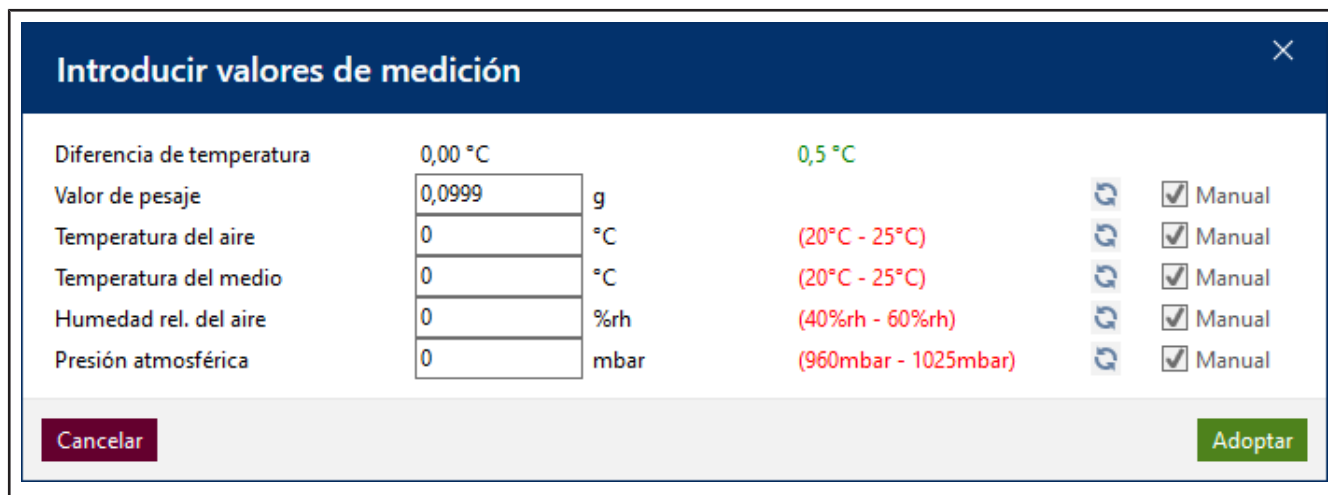 Introducir valores de medición
Diferencia de temperatura 0,00 °C 0,5 °C
Valor de pesaje 0,0999 g Manual
Temperatura del aire 0 °C (20°C - 25°C) Manual
Temperatura del medio 0 °C (20°C - 25°C) Manual
Humedad rel. del aire 0 %rh (40%rh - 60%rh) Manual
Presión atmosférica 0 mbar (960mbar - 1025mbar) Manual
Cancelar Adoptar